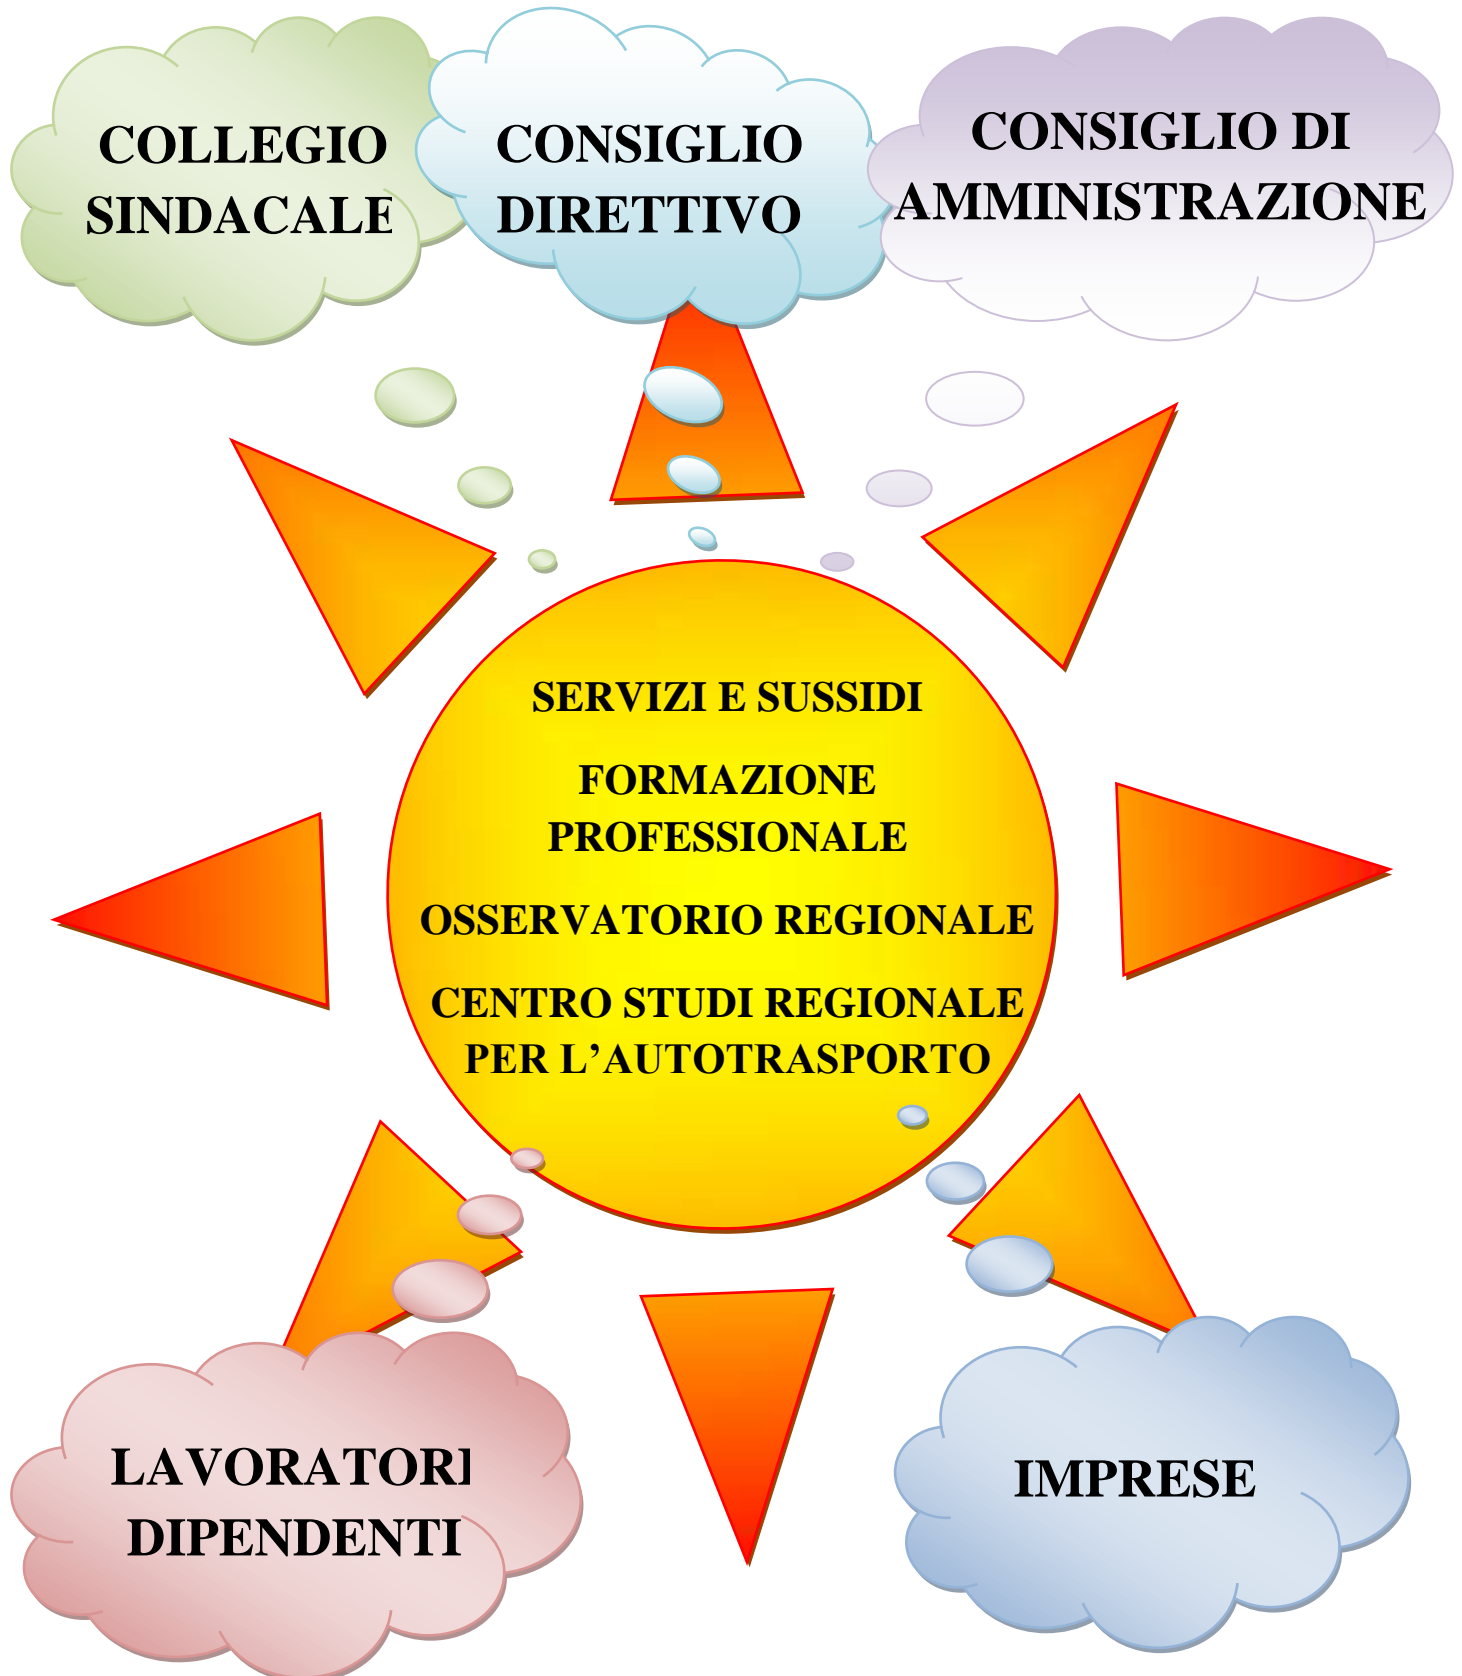 COLLEGIO
SINDACALE
CONSIGLIO
DIRETTIVO
CONSIGLIO DI
AMMINISTRAZIONE
SERVIZI E SUSSIDI
FORMAZIONE
PROFESSIONALE
OSSERVATORIO REGIONALE
CENTRO STUDI REGIONALE
PER L’AUTOTRASPORTO
LAVORATORI
DIPENDENTI
IMPRESE